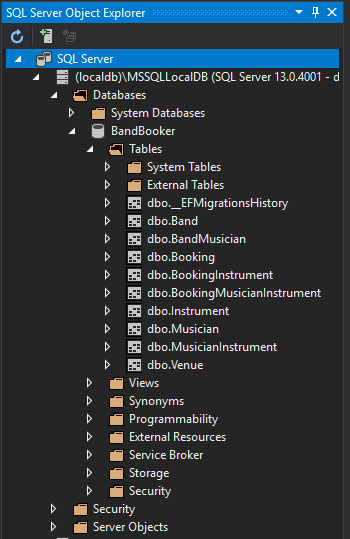 SQL Server Object Explorer
SQL Server
(localdb)\MSSQLLocalDB (SQL Server 13.0.4001 - d
Databases
System Databases
BandBooker
Tables
System Tables
External Tables
dbo.__EFMigrationsHistory
dbo.Band
dbo.BandMusician
dbo.Booking
dbo.BookingInstrument
dbo.BookingMusicianInstrument
dbo.Instrument
dbo.Musician
dbo.MusicianInstrument
dbo.Venue
Views
Synonyms
Programmability
External Resources
Service Broker
Storage
Security
Security
Server Objects